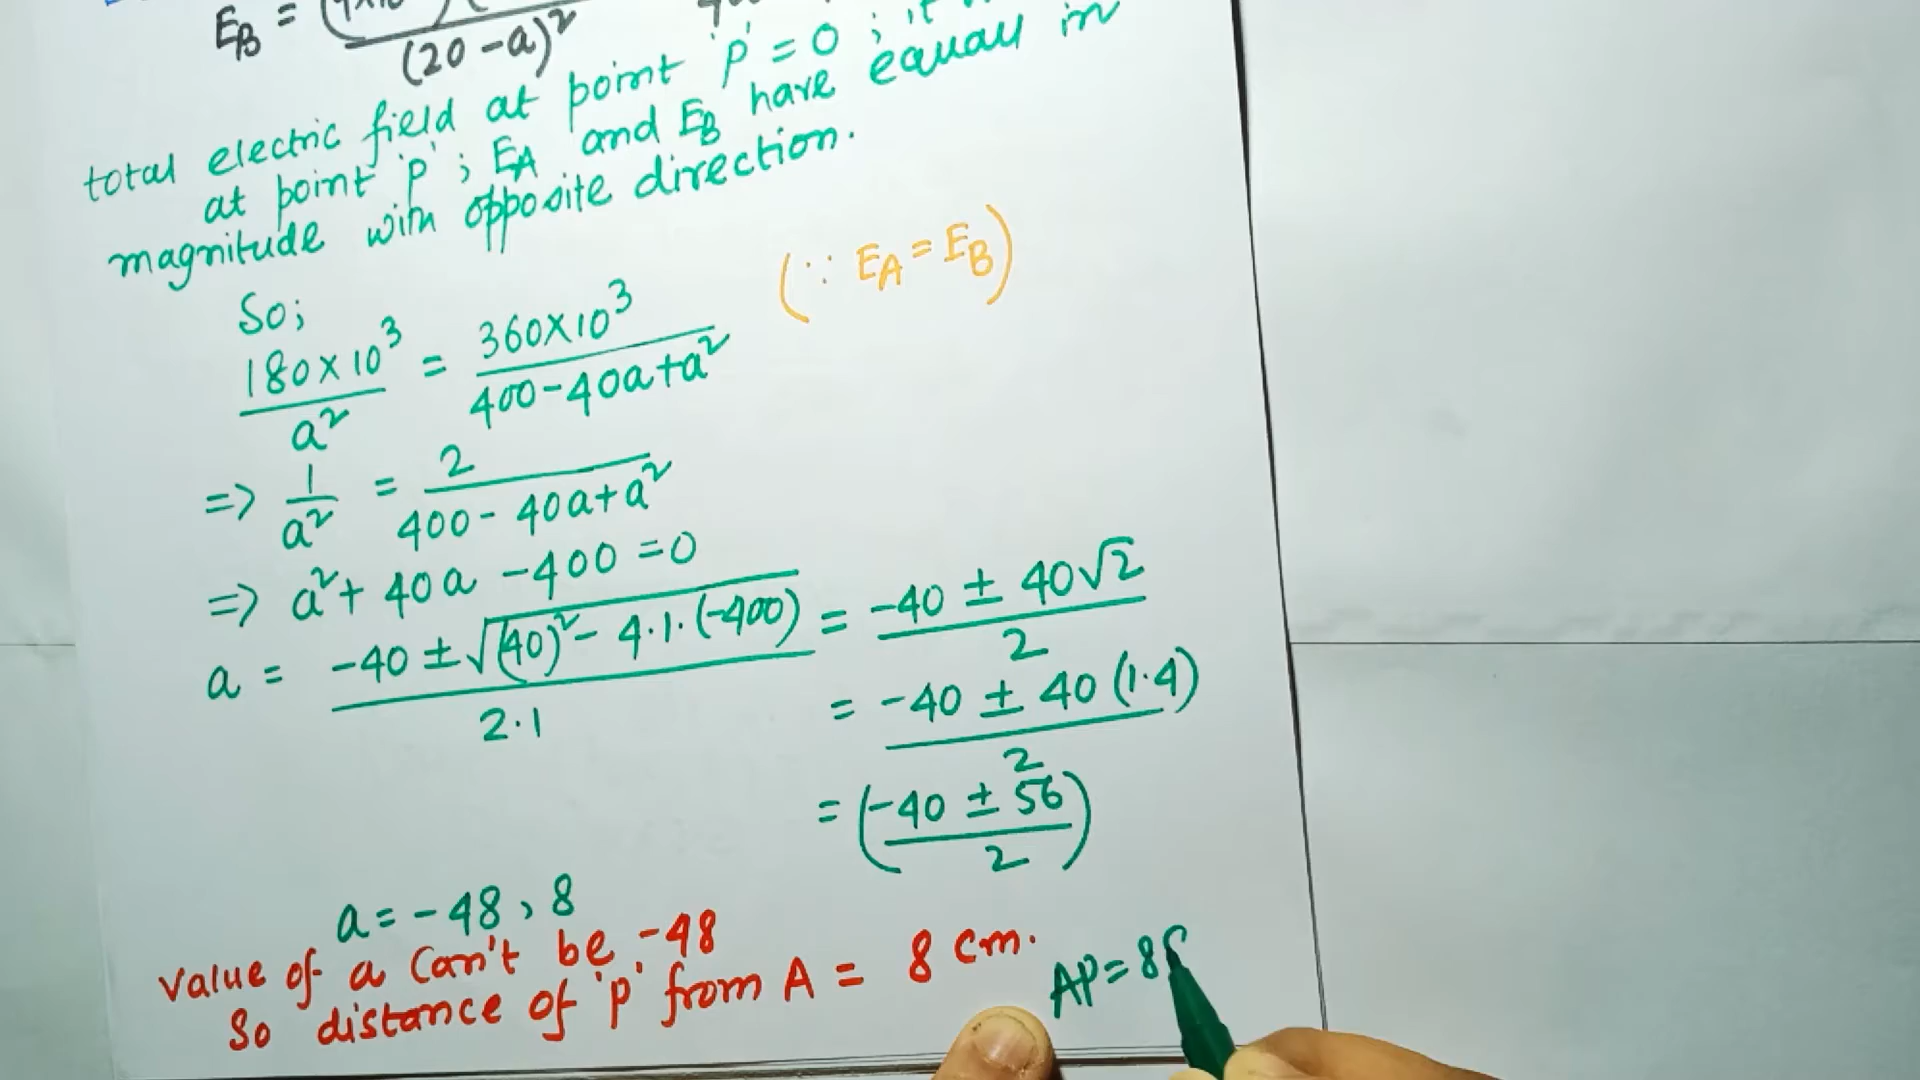 E_B = / (20-a)²
total electric field at point 'P' = 0 ; it
at point 'P' ; E_A and E_B have equal in
magnitude with opposite direction.
So;
180×10³ / a² = 360×10³ / 400-40a+a² (∵ E_A = E_B)
=> 1 / a² = 2 / 400-40a+a²
=> a²+40a-400=0
a = -40 ± √(40)²-4·1·(-400) / 2·1 = -40 ± 40√2 / 2
= -40 ± 40(1·4) / 2
= (-40 ± 56 / 2)
a = -48, 8
Value of a can't be -48
So distance of 'P' from A = 8 cm.
AP = 8